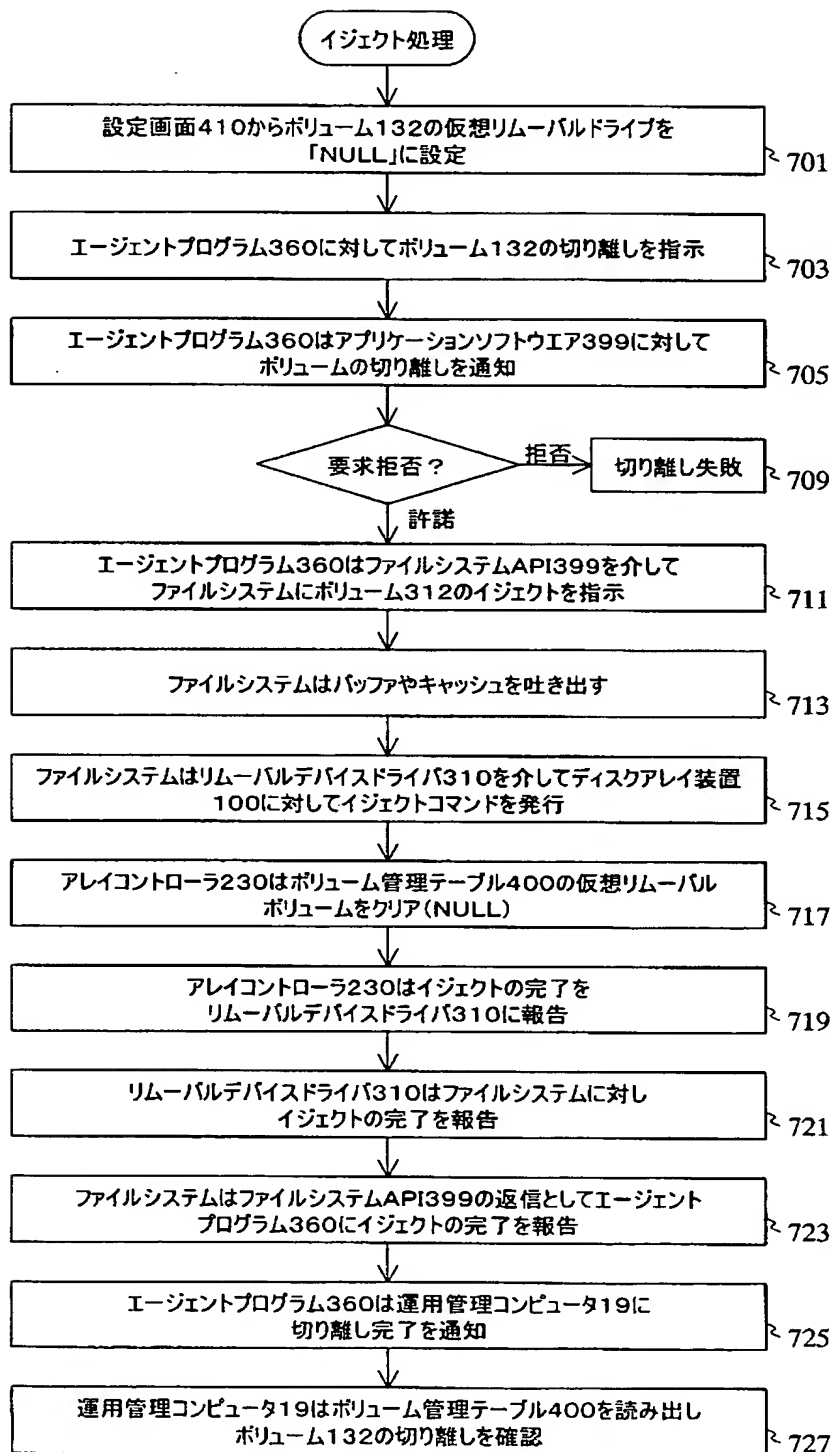 イジェクト処理
設定画面410からボリューム132の仮想リムーバルドライブを
「NULL」に設定
701
エージェントプログラム360に対してボリューム132の切り離しを指示
703
エージェントプログラム360はアプリケーションソフトウエア399に対して
ボリュームの切り離しを通知
705
要求拒否?
拒否
切り離し失敗
709
許諾
エージェントプログラム360はファイルシステムAPI399を介して
ファイルシステムにボリューム312のイジェクトを指示
711
ファイルシステムはバッファやキャッシュを吐き出す
713
ファイルシステムはリムーバルデバイスドライバ310を介してディスクアレイ装置
100に対してイジェクトコマンドを発行
715
アレイコントローラ230はボリューム管理テーブル400の仮想リムーバル
ボリュームをクリア(NULL)
717
アレイコントローラ230はイジェクトの完了を
リムーバルデバイスドライバ310に報告
719
リムーバルデバイスドライバ310はファイルシステムに対し
イジェクトの完了を報告
721
ファイルシステムはファイルシステムAPI399の返信としてエージェント
プログラム360にイジェクトの完了を報告
723
エージェントプログラム360は運用管理コンピュータ19に
切り離し完了を通知
725
運用管理コンピュータ19はボリューム管理テーブル400を読み出し
ボリューム132の切り離しを確認
727